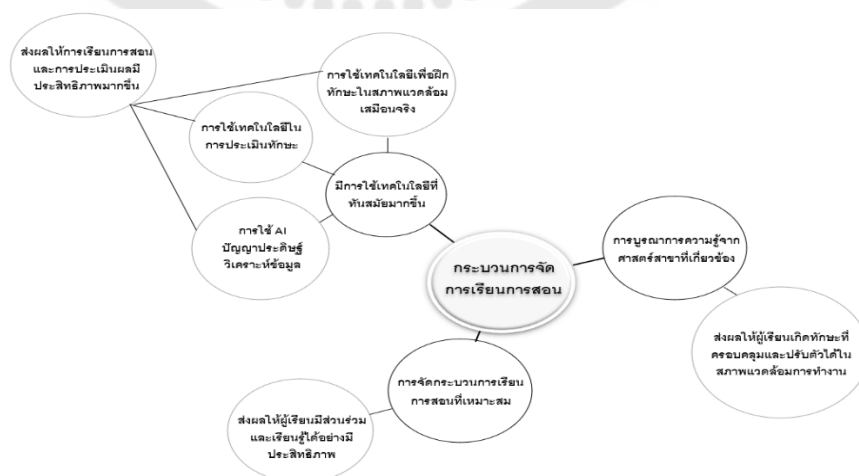 ส่งผลให้การเรียนการสอน
และการประเมินผลมี
ประสิทธิภาพมากขึ้น
การใช้เทคโนโลยีเพื่อฝึก
ทักษะในสภาพแวดล้อม
เสมือนจริง
การใช้เทคโนโลยีใน
การประเมินทักษะ
มีการใช้เทคโนโลยีที่
ทันสมัยมากขึ้น
การใช้ AI
ปัญญาประดิษฐ์
วิเคราะห์ข้อมูล
กระบวนการจัด
การเรียนการสอน
การบูรณาการความรู้จาก
ศาสตร์สาขาที่เกี่ยวข้อง
ส่งผลให้ผู้เรียนเกิดทักษะที่
ครอบคลุมและปรับตัวได้ใน
สภาพแวดล้อมการทำงาน
การจัดกระบวนการเรียน
การสอนที่เหมาะสม
ส่งผลให้ผู้เรียนมีส่วนร่วม
และเรียนรู้ได้อย่างมี
ประสิทธิภาพ